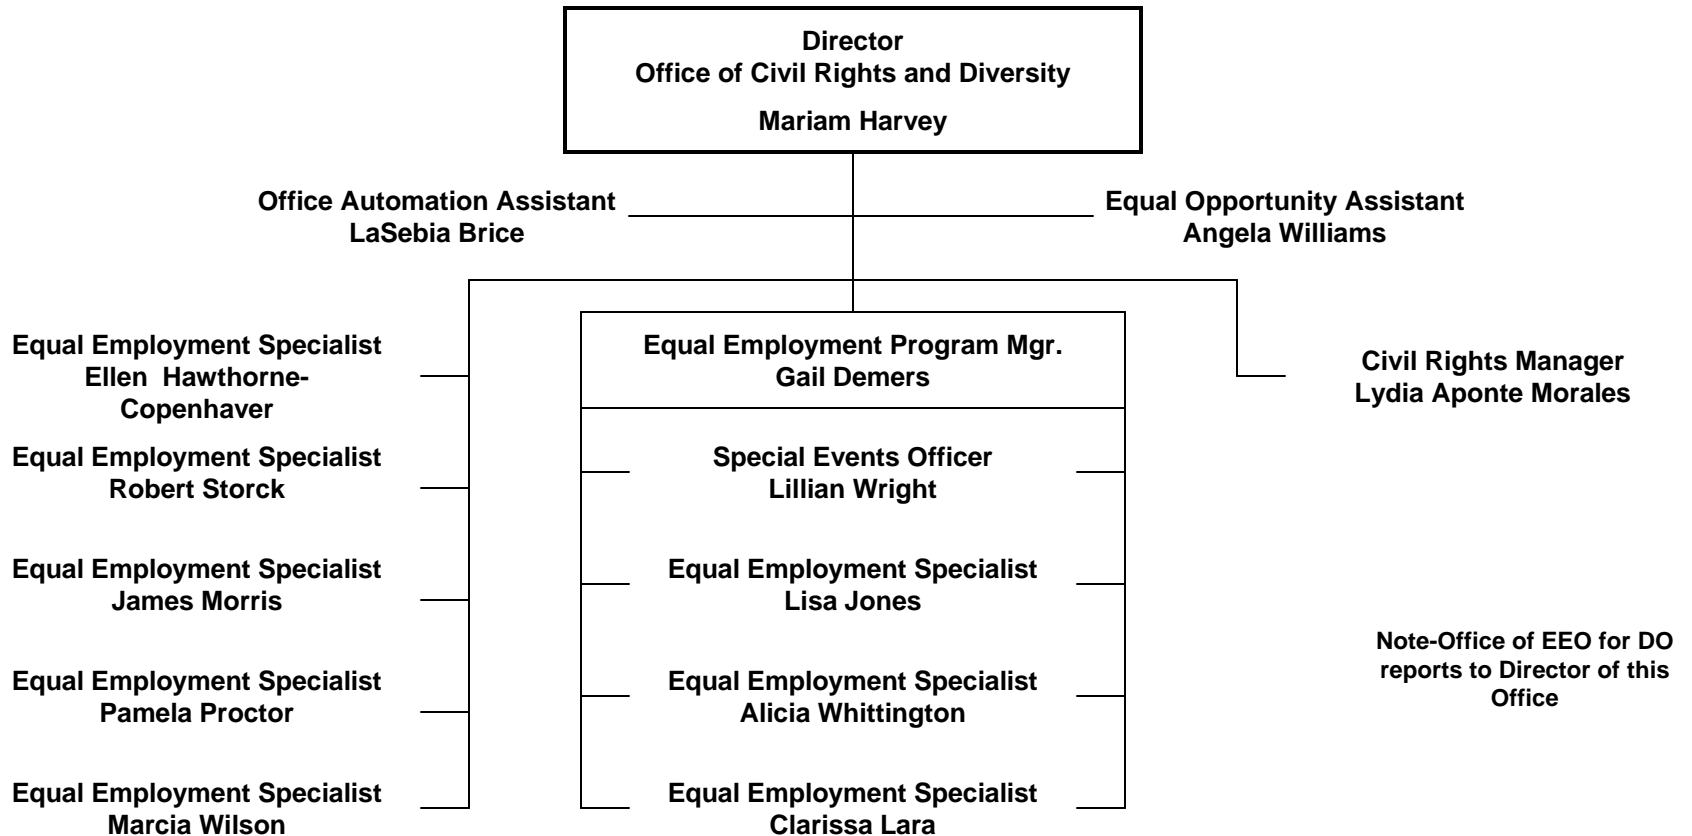 Director
Office of Civil Rights and Diversity
Mariam Harvey
Office Automation Assistant
LaSebia Brice
Equal Opportunity Assistant
Angela Williams
Equal Employment Specialist
Ellen Hawthorne-
Copenhaver
Equal Employment Specialist
Robert Storck
Equal Employment Specialist
James Morris
Equal Employment Specialist
Pamela Proctor
Equal Employment Specialist
Marcia Wilson
Equal Employment Program Mgr.
Gail Demers
Special Events Officer
Lillian Wright
Equal Employment Specialist
Lisa Jones
Equal Employment Specialist
Alicia Whittington
Equal Employment Specialist
Clarissa Lara
Civil Rights Manager
Lydia Aponte Morales
Note-Office of EEO for DO
reports to Director of this
Office